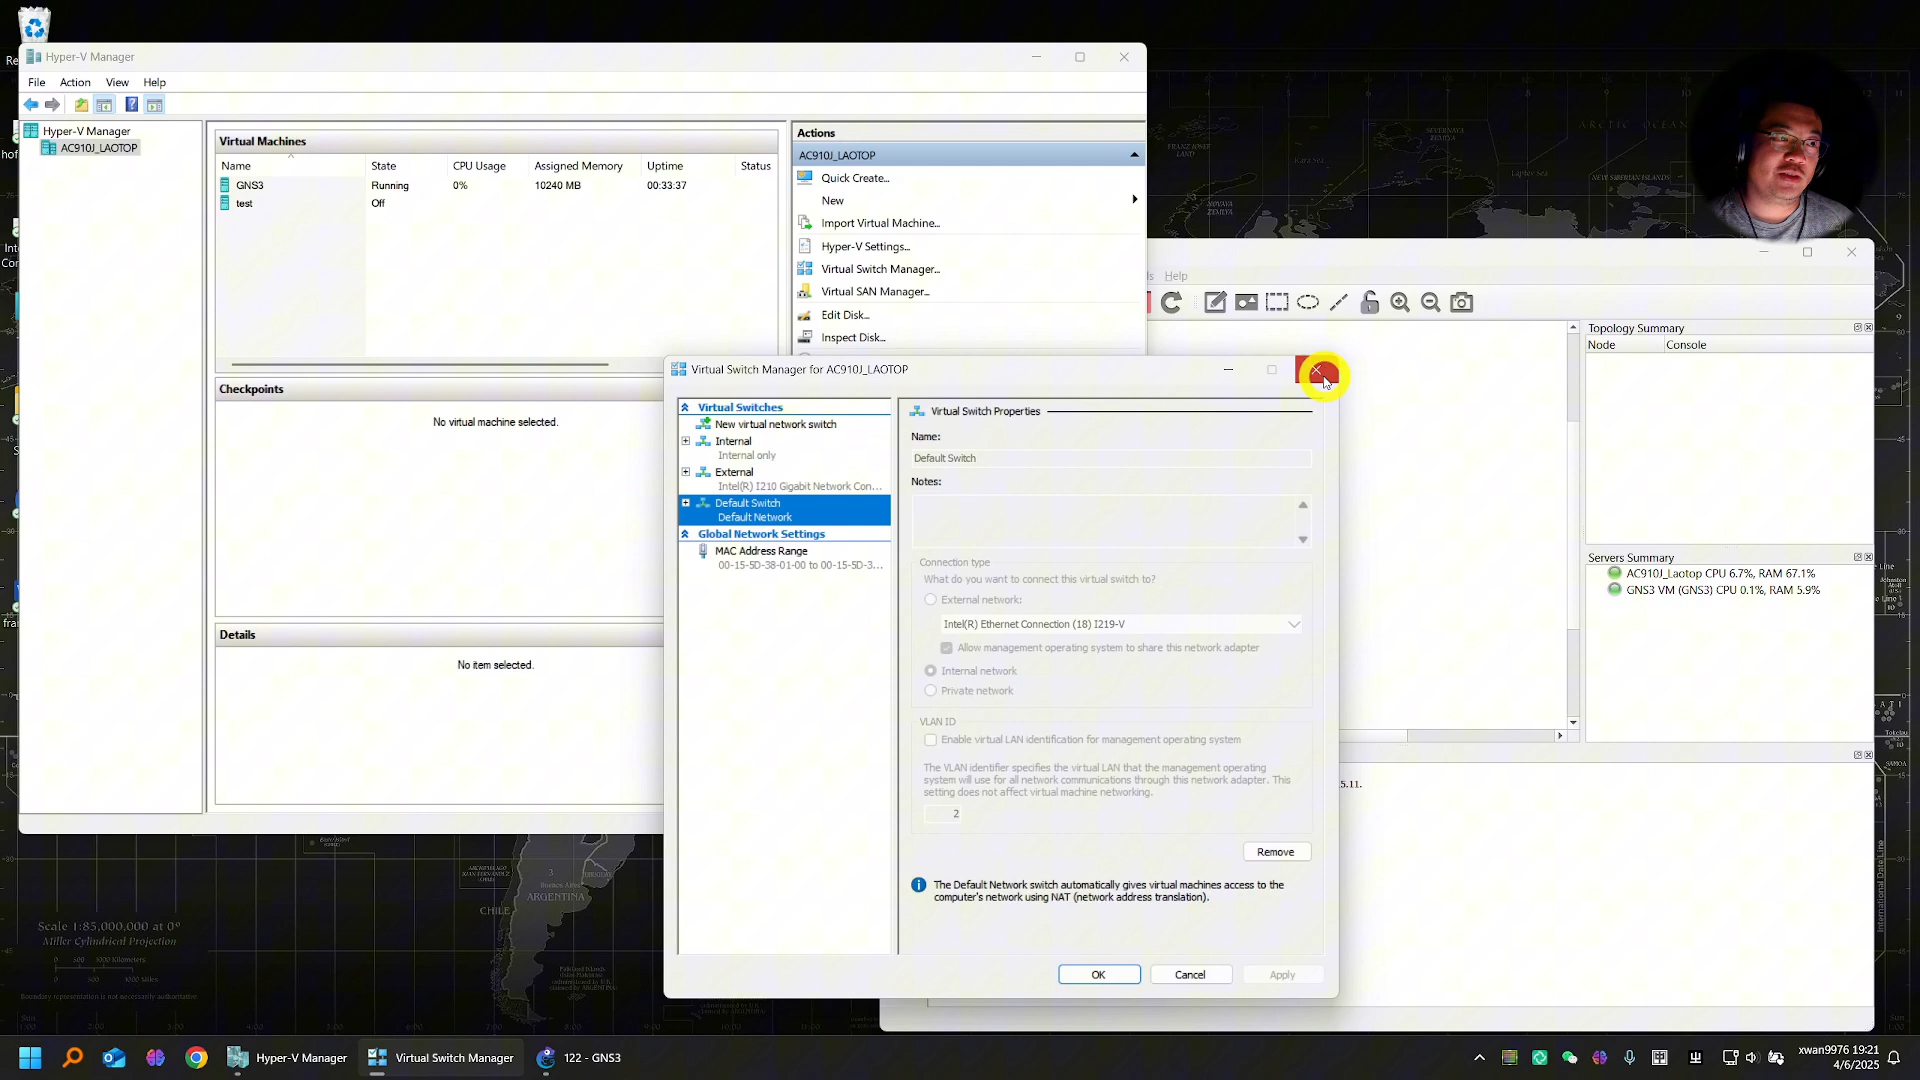 Hyper-V Manager
File Action View Help
Hyper-V Manager
AC910J_LAOTOP
Virtual Machines
Name State CPU Usage Assigned Memory Uptime Status
GNS3 Running 0% 10240 MB 00:33:37
test Off
Checkpoints
No virtual machine selected.
Details
No item selected.
Actions
AC910J_LAOTOP
Quick Create...
New
Import Virtual Machine...
Hyper-V Settings...
Virtual Switch Manager...
Virtual SAN Manager...
Edit Disk...
Inspect Disk...
Virtual Switch Manager for AC910J_LAOTOP
Virtual Switches
New virtual network switch
Internal
Internal only
External
Intel(R) I210 Gigabit Network Con...
Default Switch
Default Network
Global Network Settings
MAC Address Range
00-15-5D-38-01-00 to 00-15-5D-3...
Virtual Switch Properties
Name:
Default Switch
Notes:
Connection type
What do you want to connect this virtual switch to?
External network:
Intel(R) Ethernet Connection (18) I219-V
Allow management operating system to share this network adapter
Internal network
Private network
VLAN ID
Enable virtual LAN identification for management operating system
The VLAN identifier specifies the virtual LAN that the management operating
system will use for all network communications through this network adapter. This
setting does not affect virtual machine networking.
2
Remove
The Default Network switch automatically gives virtual machines access to the
computer's network using NAT (network address translation).
OK Cancel Apply
Help
Topology Summary
Node Console
Servers Summary
AC910J_Laotop CPU 6.7%, RAM 67.1%
GNS3 VM (GNS3) CPU 0.1%, RAM 5.9%
5.11.
CHILE
ARGENTINA
Scale 1:85,000,000 at 0°
Miller Cylindrical Projection
Hyper-V Manager
Virtual Switch Manager
122 - GNS3
xwan9976 19:21
4/6/2025